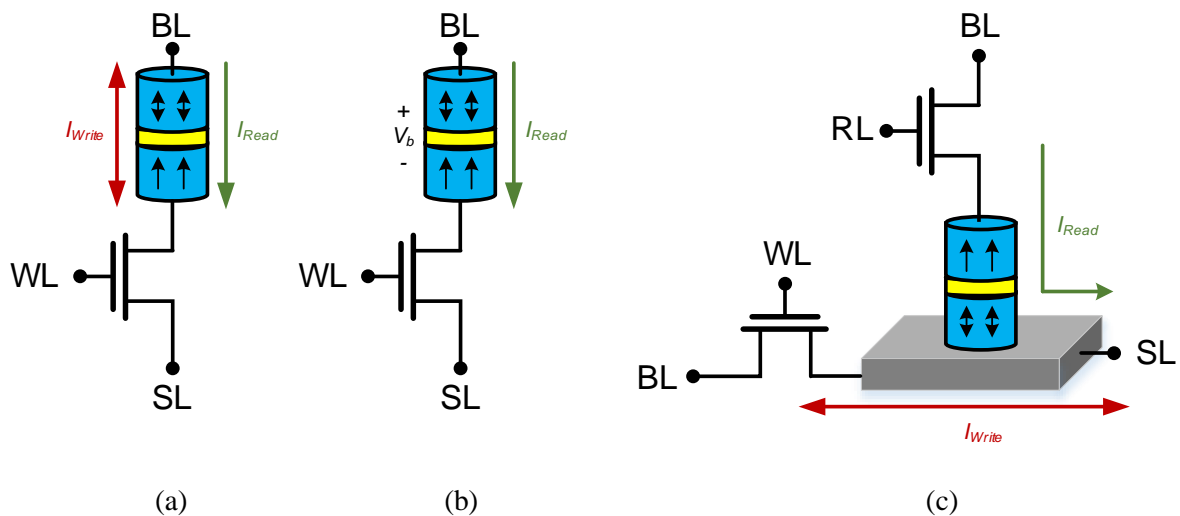 BL
I_Write
I_Read
WL
SL
(a)
BL
+
V_b
-
I_Read
WL
SL
(b)
BL
RL
I_Read
WL
BL
SL
I_Write
(c)